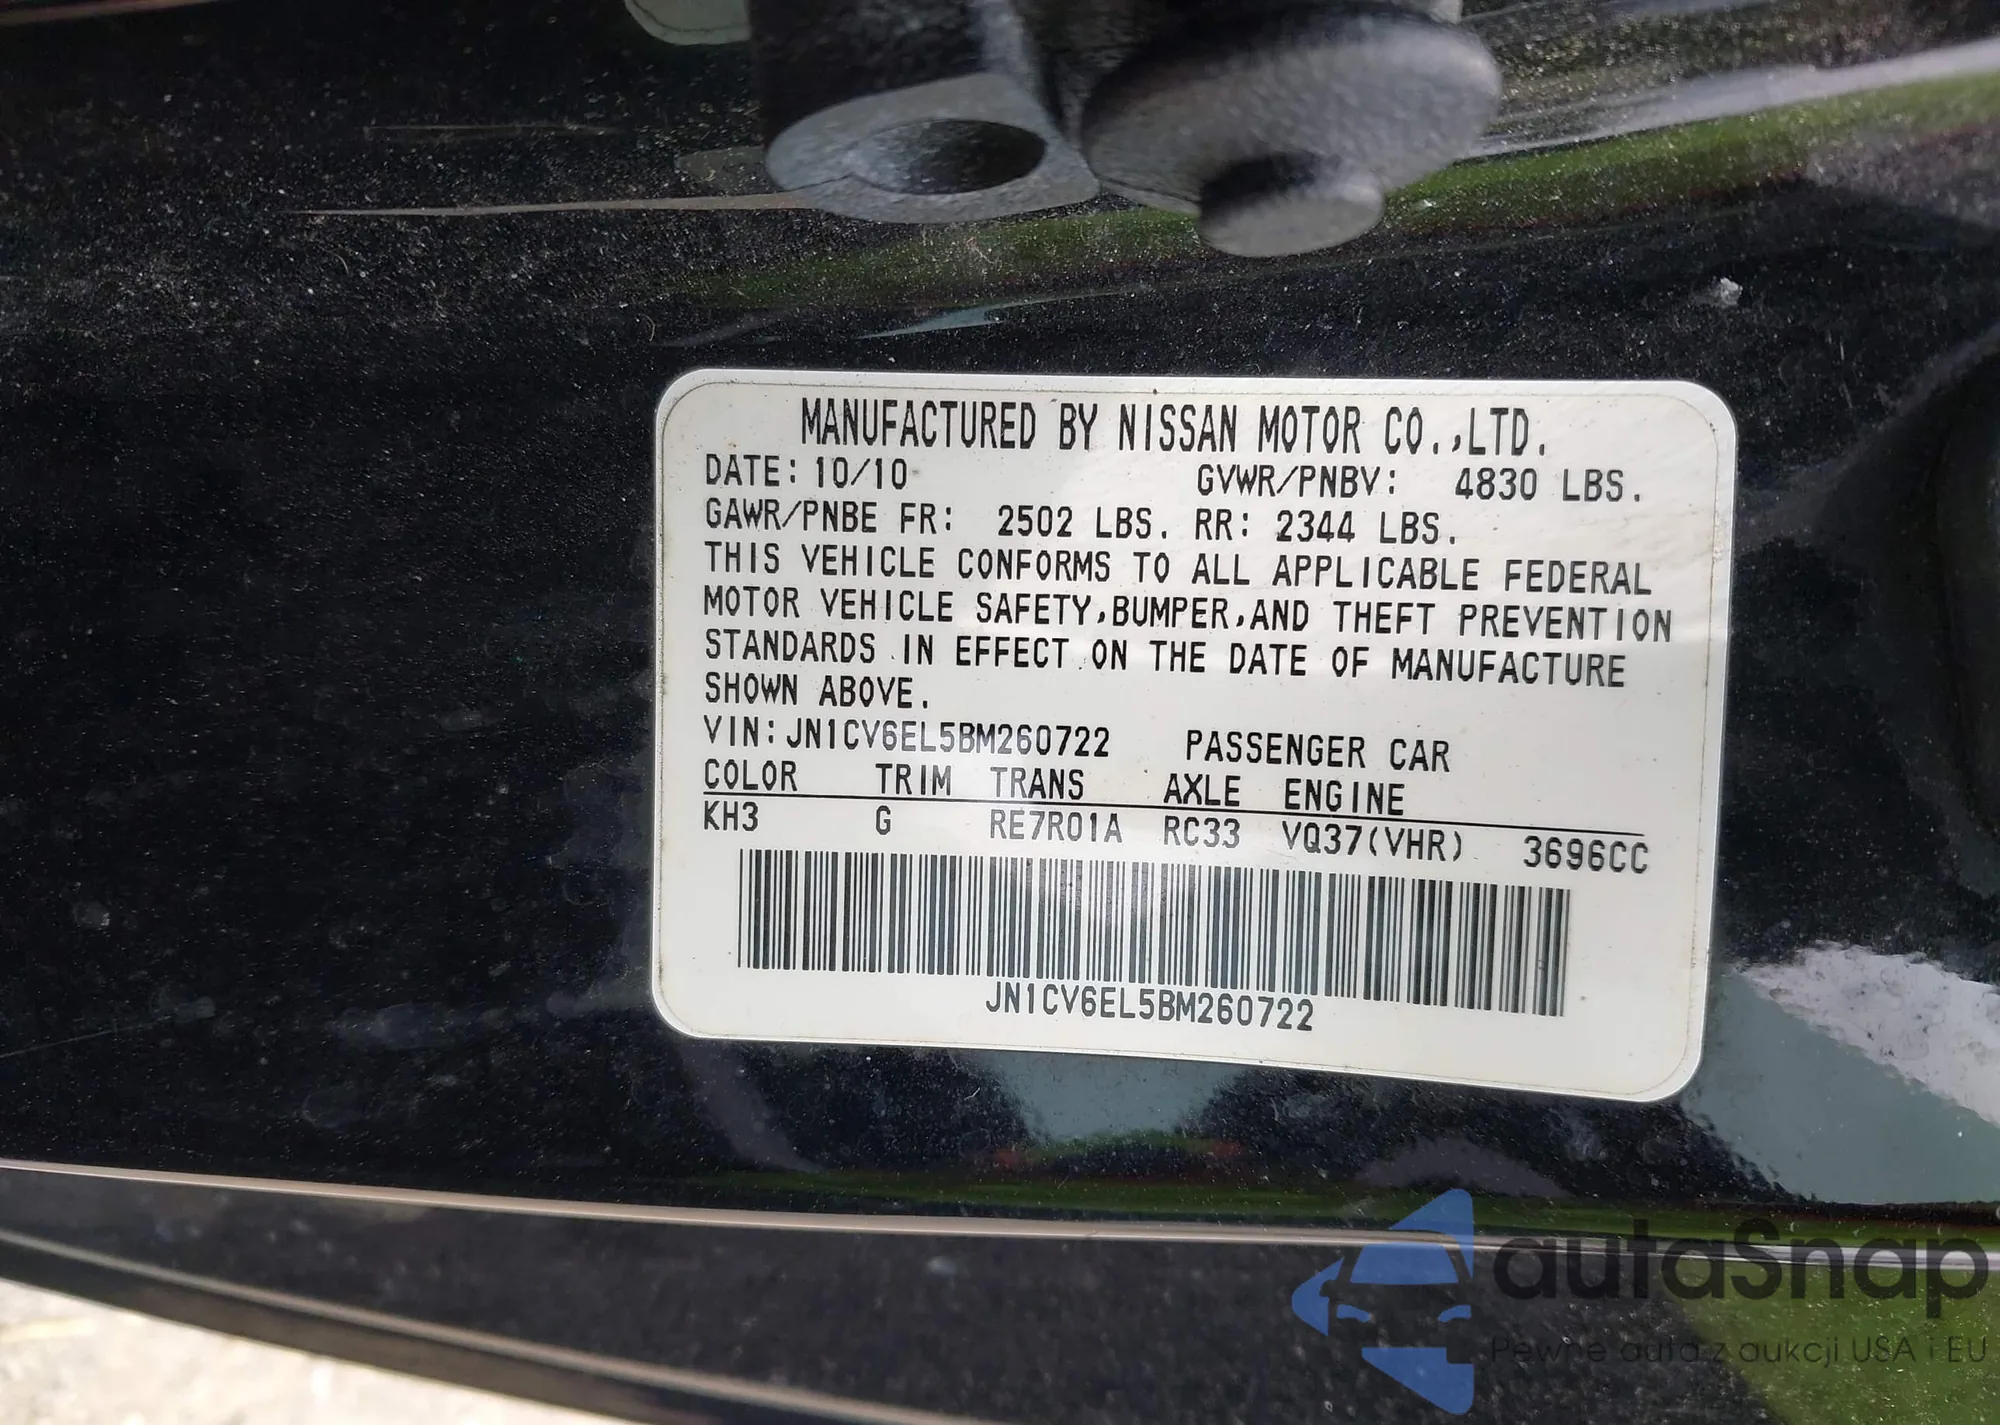 MANUFACTURED BY NISSAN MOTOR CO.,LTD.
DATE: 10/10 GVWR/PNBV: 4830 LBS.
GAWR/PNBE FR: 2502 LBS. RR: 2344 LBS.
THIS VEHICLE CONFORMS TO ALL APPLICABLE FEDERAL
MOTOR VEHICLE SAFETY,BUMPER,AND THEFT PREVENTION
STANDARDS IN EFFECT ON THE DATE OF MANUFACTURE
SHOWN ABOVE.
VIN: JN1CV6EL5BM260722 PASSENGER CAR
COLOR TRIM TRANS AXLE ENGINE
KH3 G RE7R01A RC33 VQ37(VHR) 3696CC
JN1CV6EL5BM260722
autaSnap
Pewne auta z aukcji USA i EU